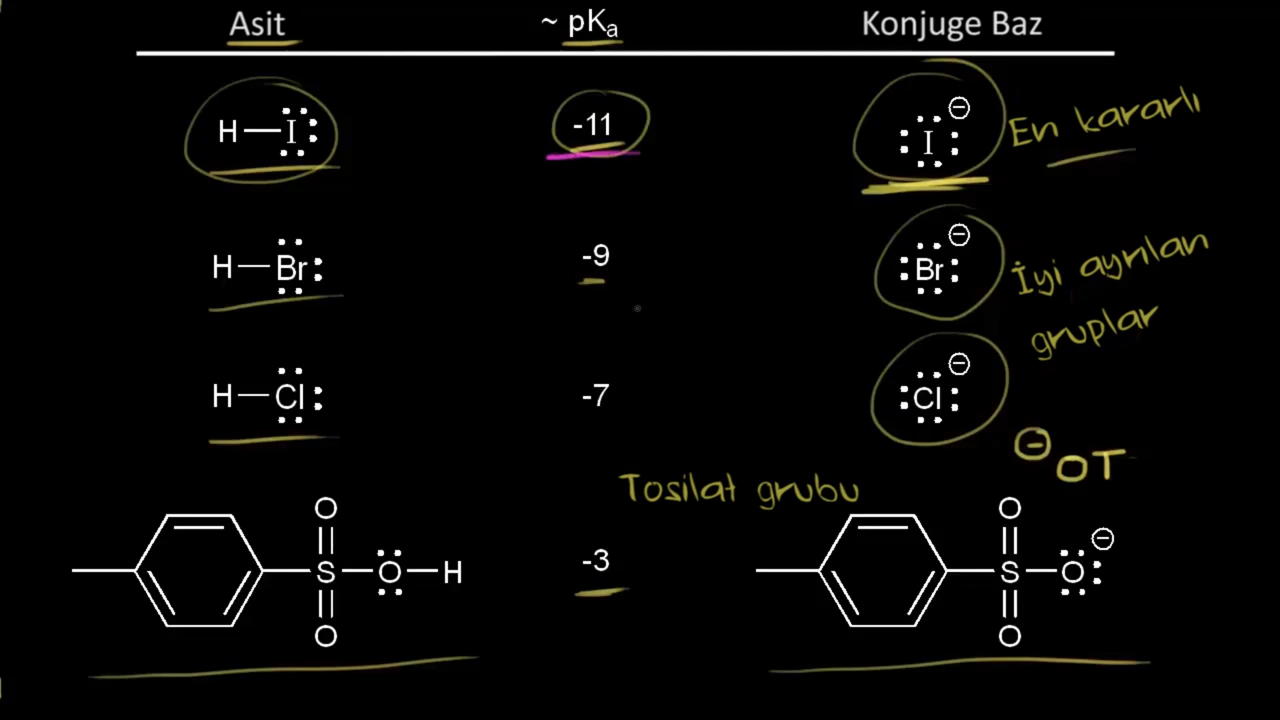 Asit ~ pKa Konjuge Baz
H—I -11 I ⊖ En kararlı
H—Br -9 Br ⊖ İyi ayrılan
gruplar
H—Cl -7 Cl ⊖
⊖OT
Tosilat grubu
O O ⊖
S O H -3 S O
O O